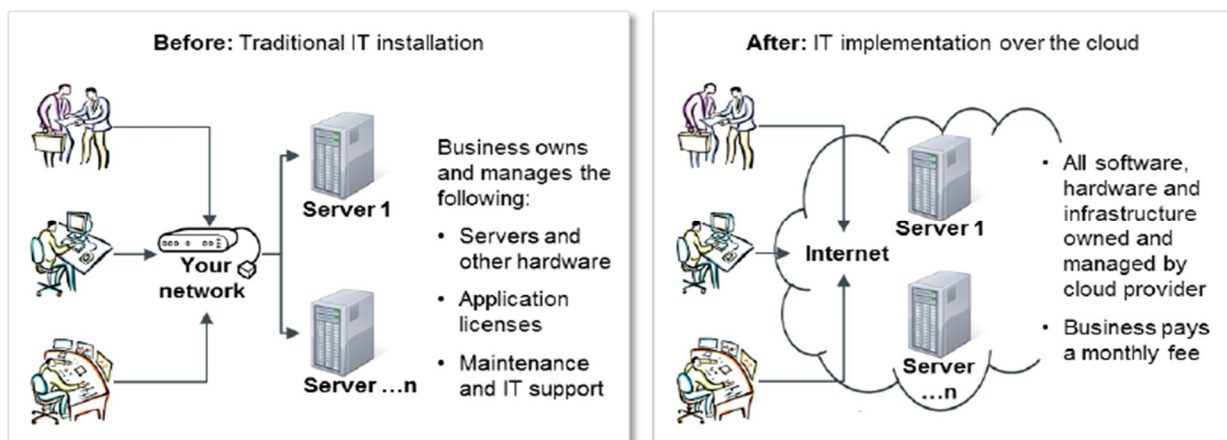 Before: Traditional IT installation
Server 1
Your
network
Server ...n
Business owns
and manages the
following:
• Servers and
other hardware
• Application
licenses
• Maintenance
and IT support
After: IT implementation over the cloud
Internet
Server 1
Server
...n
• All software,
hardware and
infrastructure
owned and
managed by
cloud provider
• Business pays
a monthly fee